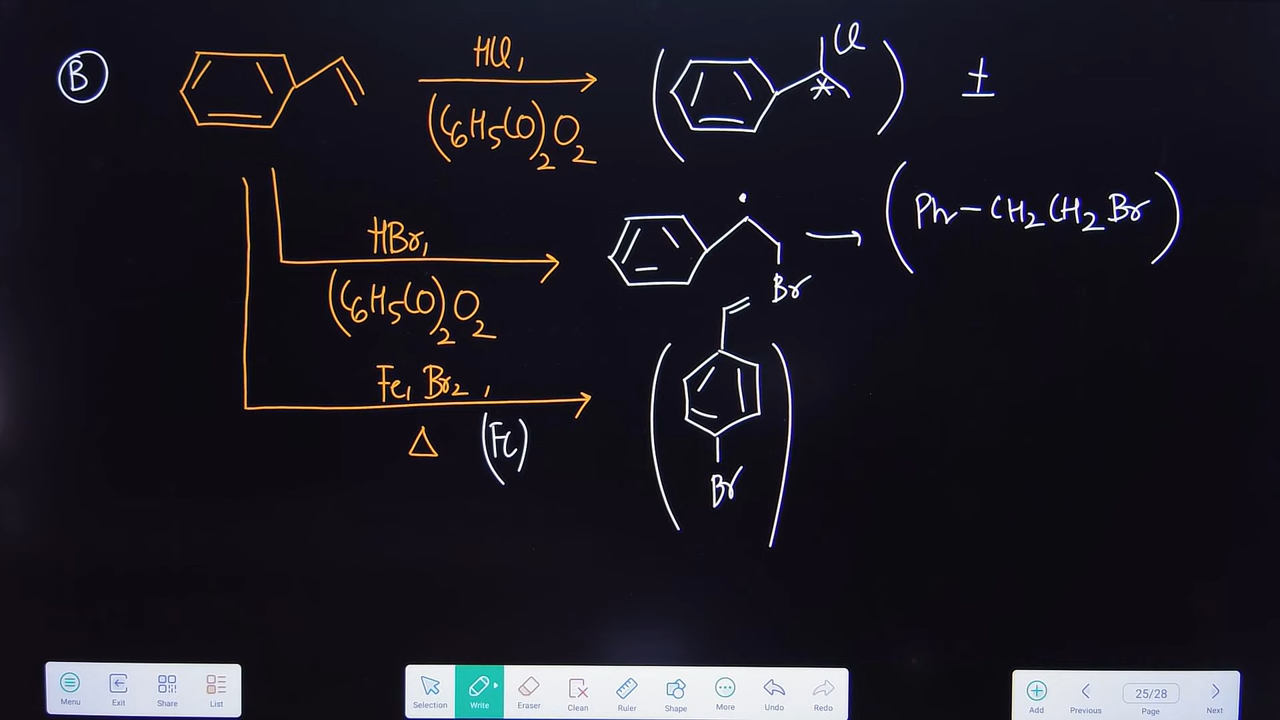 B
HCl,
(C6H5CO)2O2
Cl
*
±
HBr,
(C6H5CO)2O2
Br
(Ph-CH2CH2Br)
Fe, Br2,
Δ (Fe)
Br
Menu Exit Share List
Selection Write Eraser Clean Ruler Shape More Undo Redo
Add Previous 25/28 Page Next